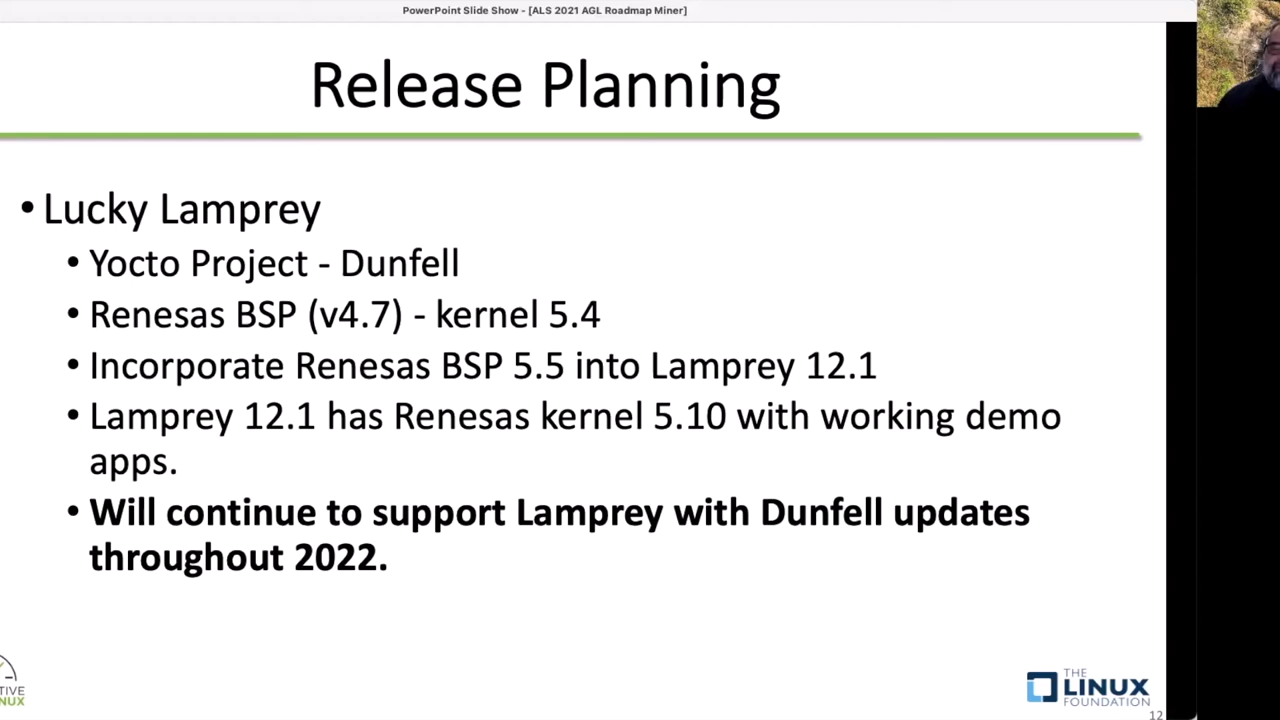 PowerPoint Slide Show - [ALS 2021 AGL Roadmap Miner]
Release Planning
• Lucky Lamprey
• Yocto Project - Dunfell
• Renesas BSP (v4.7) - kernel 5.4
• Incorporate Renesas BSP 5.5 into Lamprey 12.1
• Lamprey 12.1 has Renesas kernel 5.10 with working demo
apps.
• Will continue to support Lamprey with Dunfell updates
throughout 2022.
TIVE
NUX
THE
LINUX
FOUNDATION
12